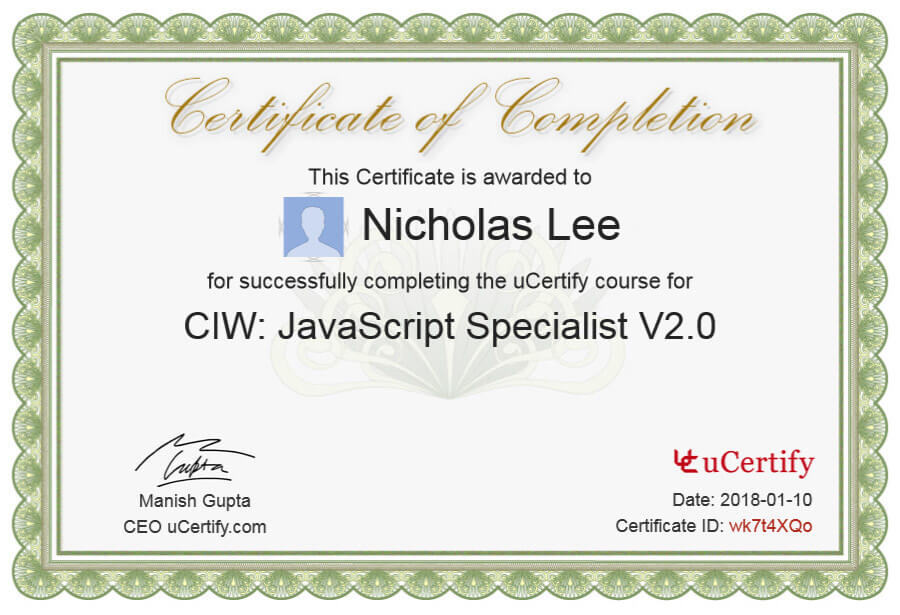 Certificate of Completion
This Certificate is awarded to
Nicholas Lee
for successfully completing the uCertify course for
CIW: JavaScript Specialist V2.0
Gupta
Manish Gupta
CEO uCertify.com
uCertify
Date: 2018-01-10
Certificate ID: wk7t4XQo